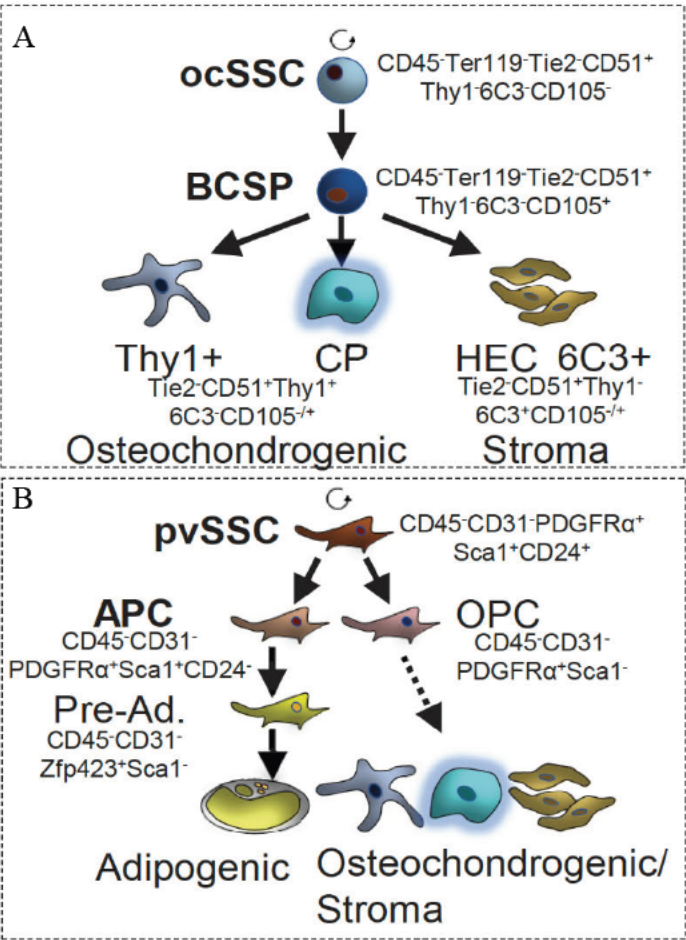 A
ocSSC
CD45-Ter119-Tie2-CD51+
Thy1-6C3-CD105-
BCSP
CD45-Ter119-Tie2-CD51+
Thy1-6C3-CD105+
Thy1+ CP HEC 6C3+
Tie2-CD51+Thy1+
6C3-CD105-/+
Tie2-CD51+Thy1-
6C3+CD105-/+
Osteochondrogenic Stroma
B
pvSSC
CD45-CD31-PDGFRα+
Sca1+CD24+
APC
CD45-CD31-
PDGFRα+Sca1+CD24-
OPC
CD45-CD31-
PDGFRα+Sca1-
Pre-Ad.
CD45-CD31-
Zfp423+Sca1-
Adipogenic
Osteochondrogenic/
Stroma